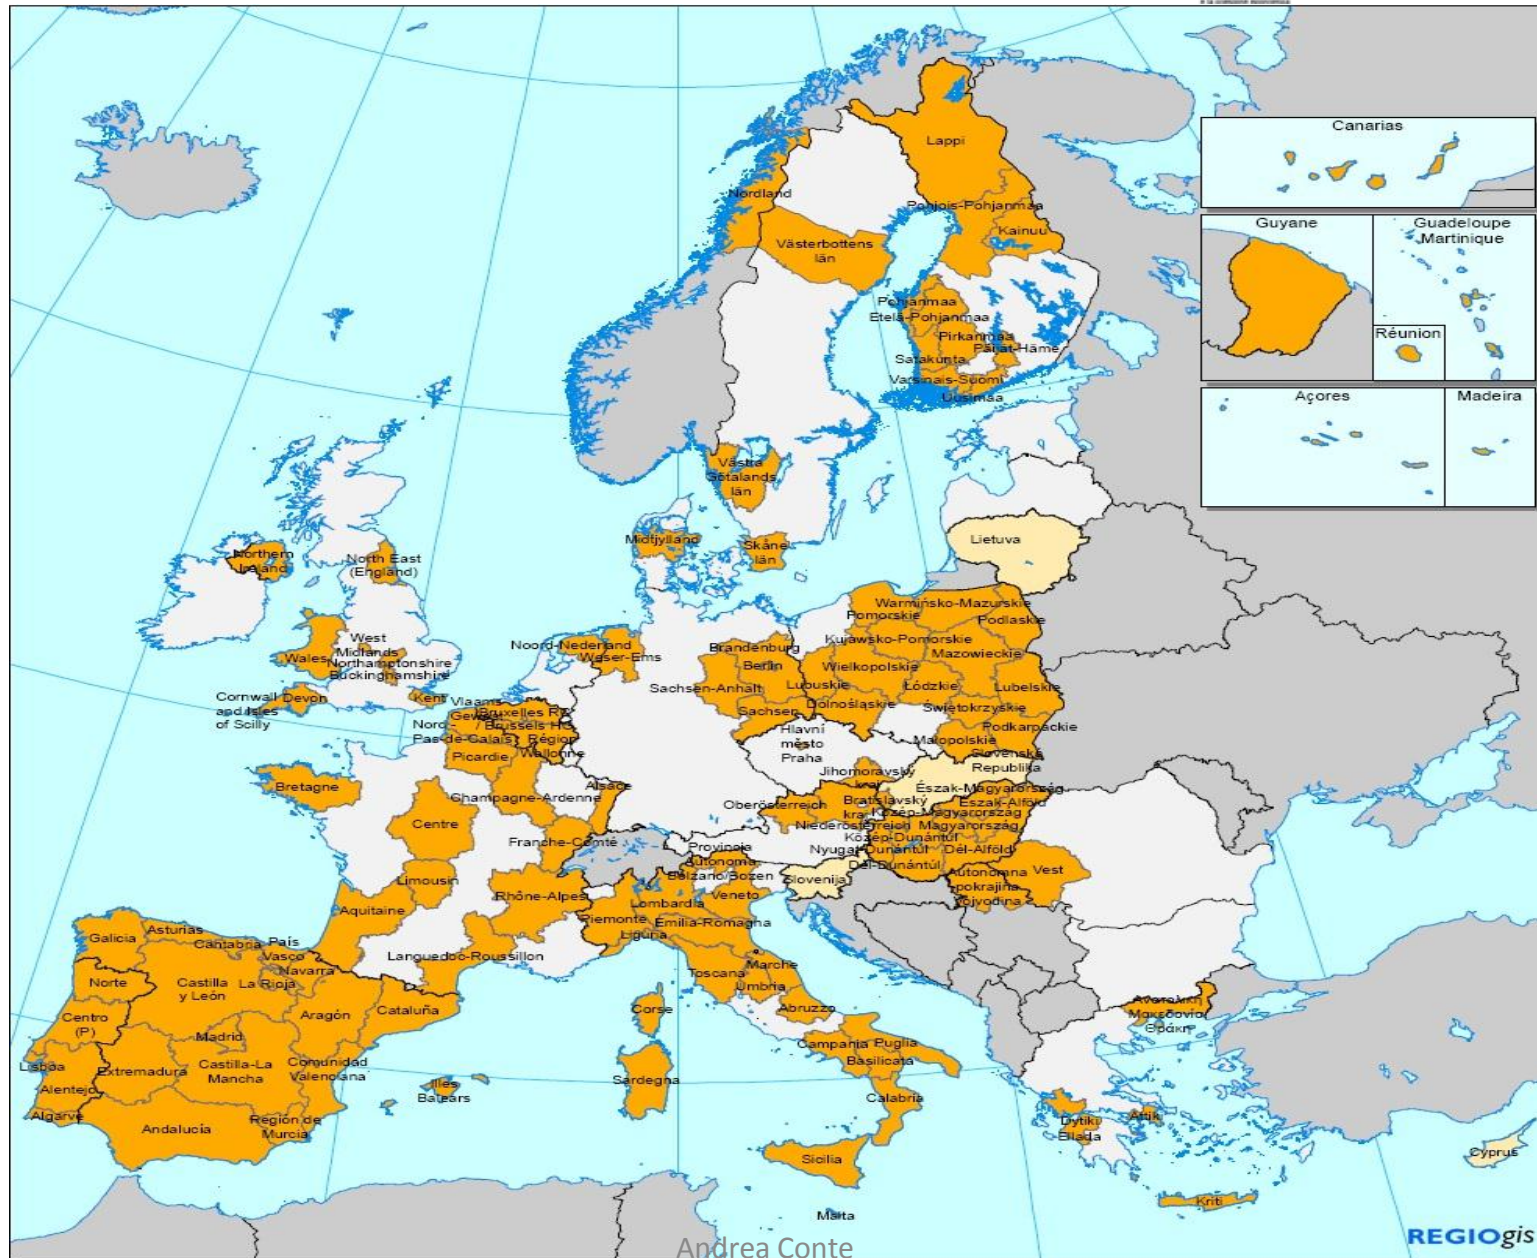 Canarias
Lappi
Nordland
Pohjois-Pohjanmaa
Guyane
Guadeloupe
Martinique
Kainuu
Västerbottens
län
Pohjanmaa
Etelä-Pohjanmaa
Pirkanmaa
Réunion
Päijät-Häme
Satakunta
Varsinais-Suomi
Uusimaa
Açores
Madeira
Västra
Götalands
län
Midtjylland
Skåne
län
Lietuva
Northern
Ireland
North East
(England)
Warmińsko-Mazurskie
Pomorskie
Podlaskie
West
Midlands
Northamptonshire
Buckinghamshire
Wales
Noord-Nederland
Weser-Ems
Brandenburg
Berlin
Kujawsko-Pomorskie
Mazowieckie
Wielkopolskie
Sachsen-Anhalt
Lubuskie
Łódzkie
Lubelskie
Cornwall
and Isles
of Scilly
Devon
Kent
Vlaams
Gewest
Bruxelles R
/ Brussels H
Nord -
Pas-de-Calais
Région
Wallonne
Picardie
Sachsen
Dolnośląskie
Świętokrzyskie
Podkarpackie
Małopolskie
Hlavní
město
Praha
Slovenská
Republika
Jihomoravský
kraj
Bretagne
Champagne-Ardenne
Alsace
Centre
Franche-Comté
Oberösterreich
Bratislavský
kraj
Észak-Magyarország
Észak-Alföld
Közép-Magyarország
Niederösterreich
Magyarország
Közép-Dunántúl
Nyugat-Dunántúl
Dél-Alföld
Dél-Dunántúl
Provincia
Autonoma
Bolzano/Bozen
Slovenija
Autonomna
pokrajina
Vojvodina
Vest
Limousin
Rhône-Alpes
Aquitaine
Lombardia
Veneto
Piemonte
Emilia-Romagna
Liguria
Galicia
Asturias
Cantabria
País
Vasco
Navarra
Languedoc-Roussillon
Norte
Castilla
y León
La Rioja
Toscana
Marche
Umbria
Centro
(P)
Aragón
Cataluña
Corse
Abruzzo
Ανατολική
Μακεδονία
Θράκη
Madrid
Campania
Puglia
Basilicata
Lisboa
Extremadura
Castilla-La
Mancha
Comunidad
Valenciana
Alentejo
Illes
Balears
Sardegna
Calabria
Algarve
Andalucía
Región de
Murcia
Dytiki
Ellada
Attik
Sicilia
Cyprus
Kriti
Malta
REGIOgis
Andrea Conte